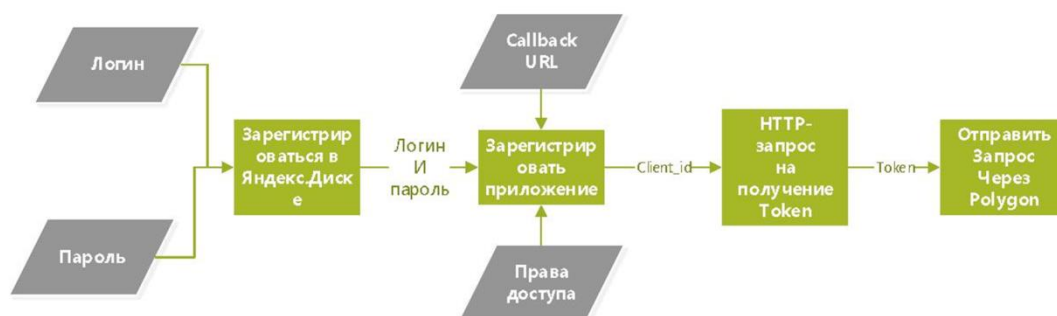 Логин
Пароль
Зарегистрир
оваться в
Яндекс.Диск
е
Логин
И
пароль
Callback
URL
Зарегистрир
овать
приложение
Права
доступа
Client_id
HTTP-
запрос
на
получение
Token
Token
Отправить
Запрос
Через
Polygon